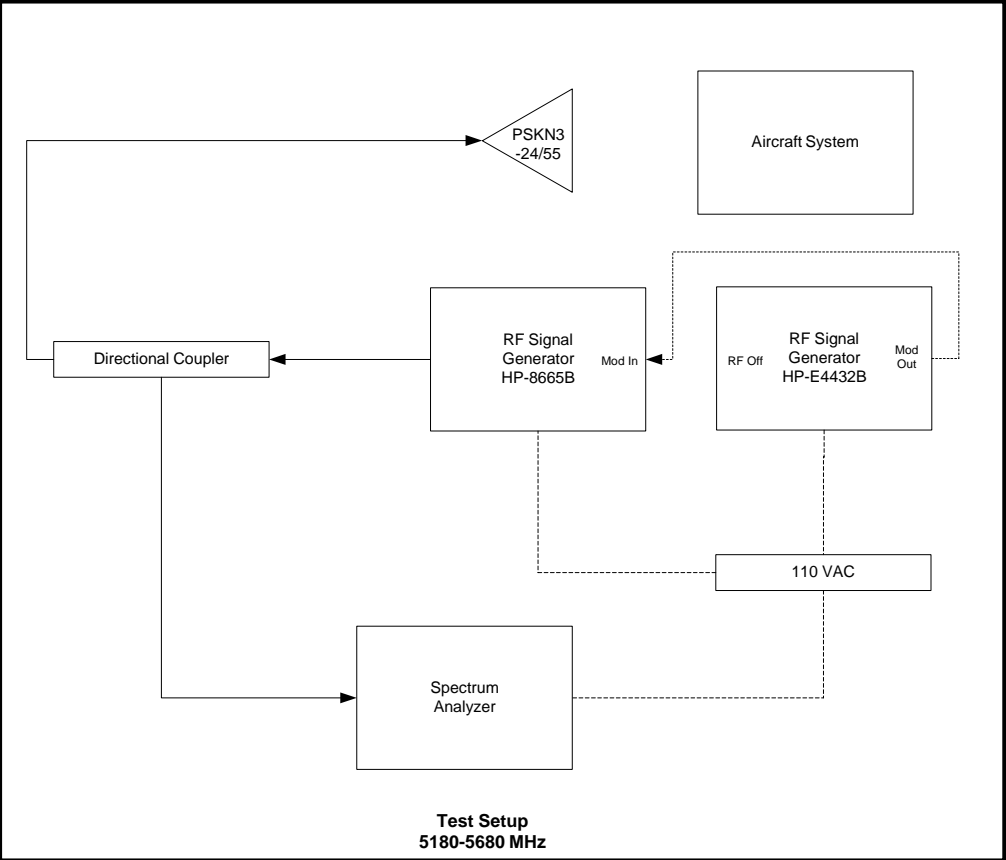 PSKN3
-24/55
Aircraft System
Directional Coupler
RF Signal
Generator
HP-8665B
Mod In
RF Off
RF Signal
Generator
HP-E4432B
Mod
Out
110 VAC
Spectrum
Analyzer
Test Setup
5180-5680 MHz